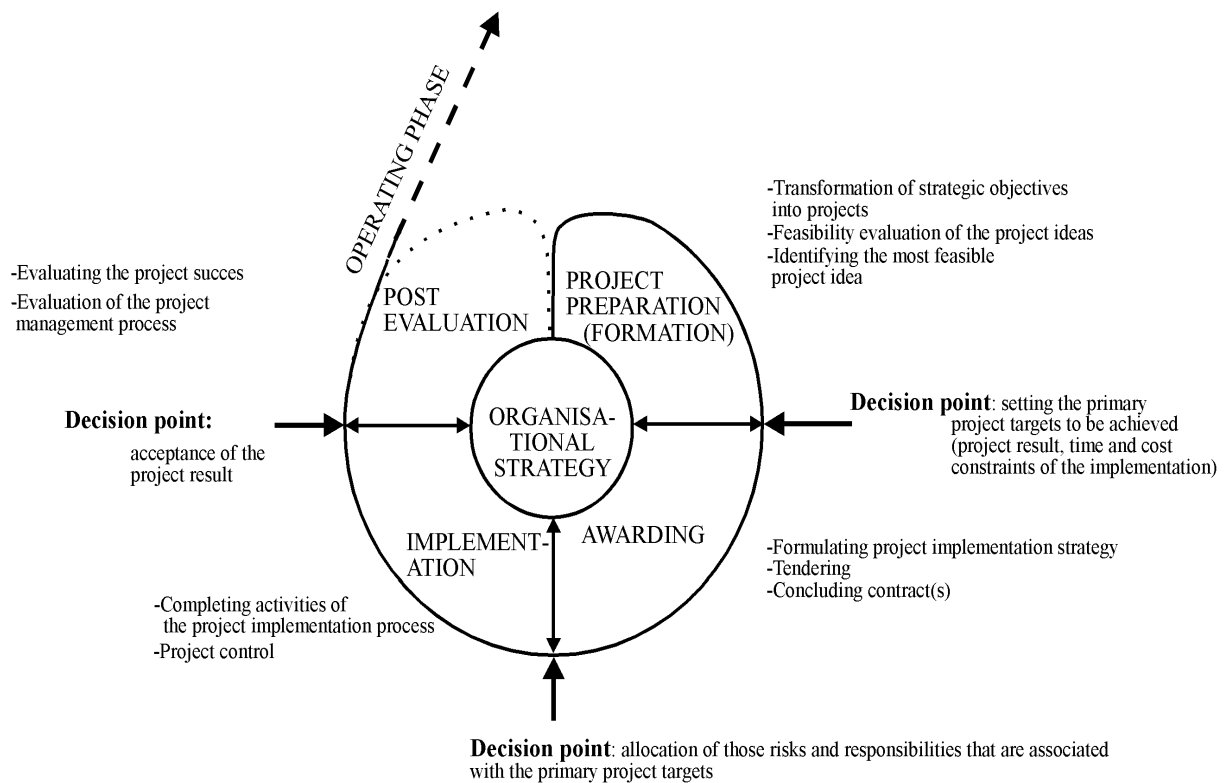 OPERATING PHASE
-Transformation of strategic objectives
into projects
-Feasibility evaluation of the project ideas
-Identifying the most feasible
project idea
-Evaluating the project succes
-Evaluation of the project
management process
POST
EVALUATION
PROJECT
PREPARATION
(FORMATION)
Decision point:
acceptance of the
project result
ORGANISA-
TIONAL
STRATEGY
Decision point: setting the primary
project targets to be achieved
(project result, time and cost
constraints of the implementation)
IMPLEMENT-
ATION
AWARDING
-Formulating project implementation strategy
-Tendering
-Concluding contract(s)
-Completing activities of
the project implementation process
-Project control
Decision point: allocation of those risks and responsibilities that are associated
with the primary project targets